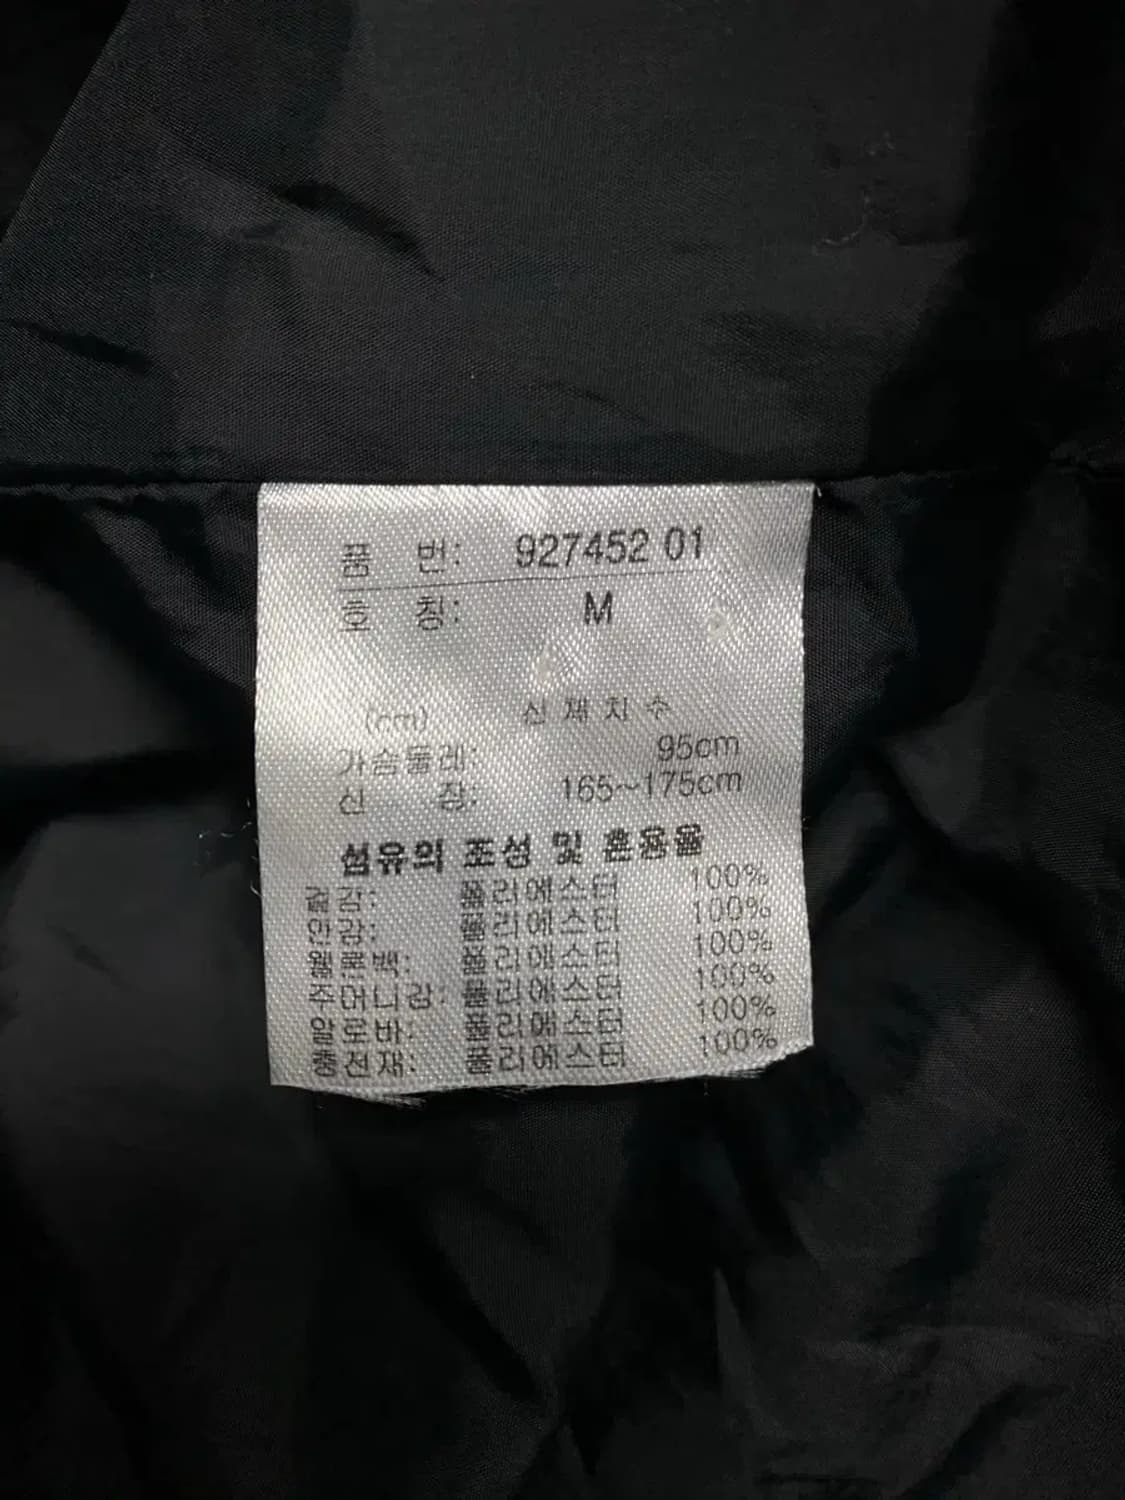 품 번: 927452 01
호 칭: M
(cm) 신체치수
가슴둘레: 95cm
신 장: 165~175cm
섬유의 조성 및 혼용율
겉감: 폴리에스터 100%
안감: 폴리에스터 100%
웰론백: 폴리에스터 100%
주머니감: 폴리에스터 100%
알로바: 폴리에스터 100%
충전재: 폴리에스터 100%